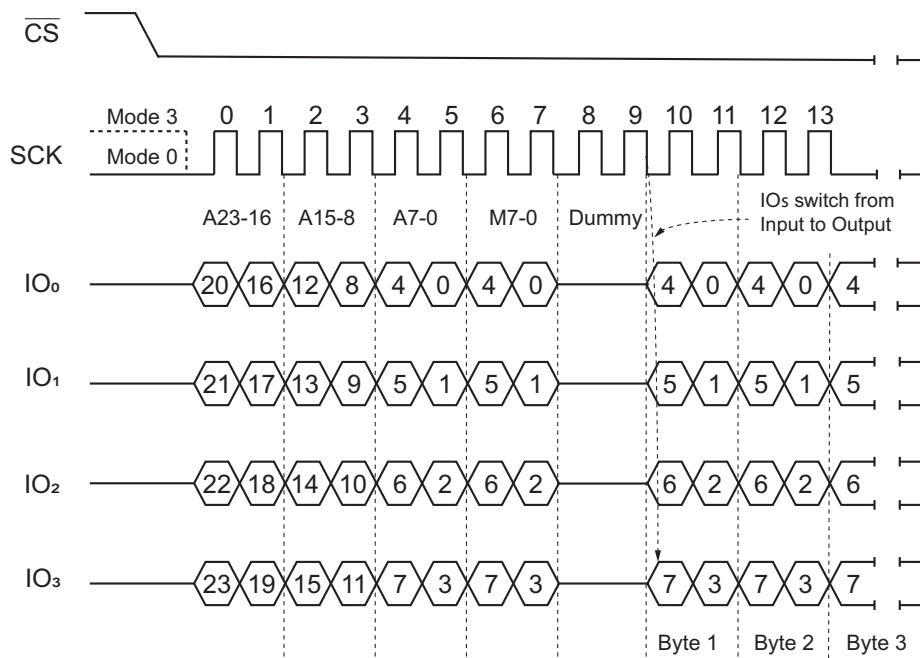 CS
Mode 3
0 1 2 3 4 5 6 7 8 9 10 11 12 13
SCK
Mode 0
A23-16 A15-8 A7-0 M7-0 Dummy
IOs switch from
Input to Output
IO₀ 20 16 12 8 4 0 4 0 4 0 4 0 4
IO₁ 21 17 13 9 5 1 5 1 5 1 5 1 5
IO₂ 22 18 14 10 6 2 6 2 6 2 6 2 6
IO₃ 23 19 15 11 7 3 7 3 7 3 7 3 7
Byte 1 Byte 2 Byte 3